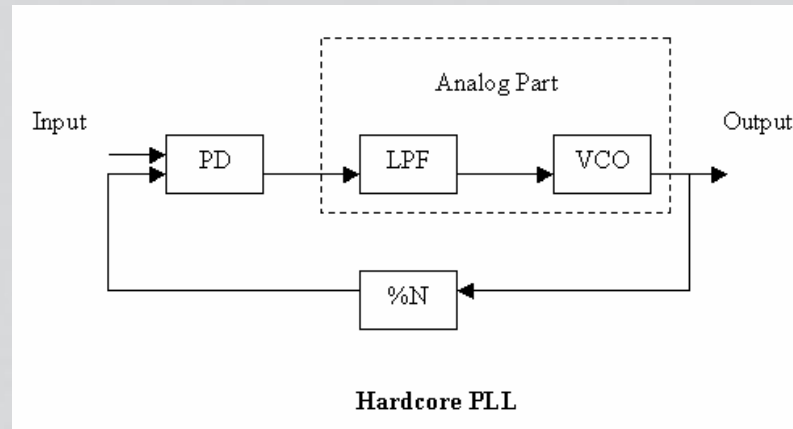 Analog Part
Input
Output
PD
LPF
VCO
%N
Hardcore PLL